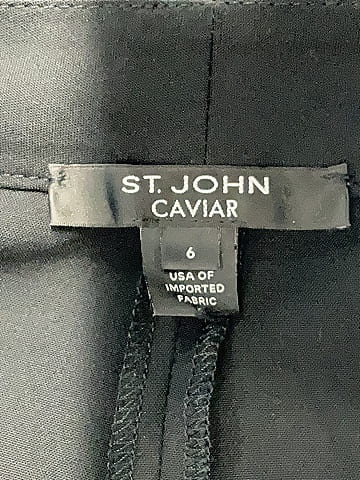 ST. JOHN
CAVIAR
6
USA OF
IMPORTED
FABRIC